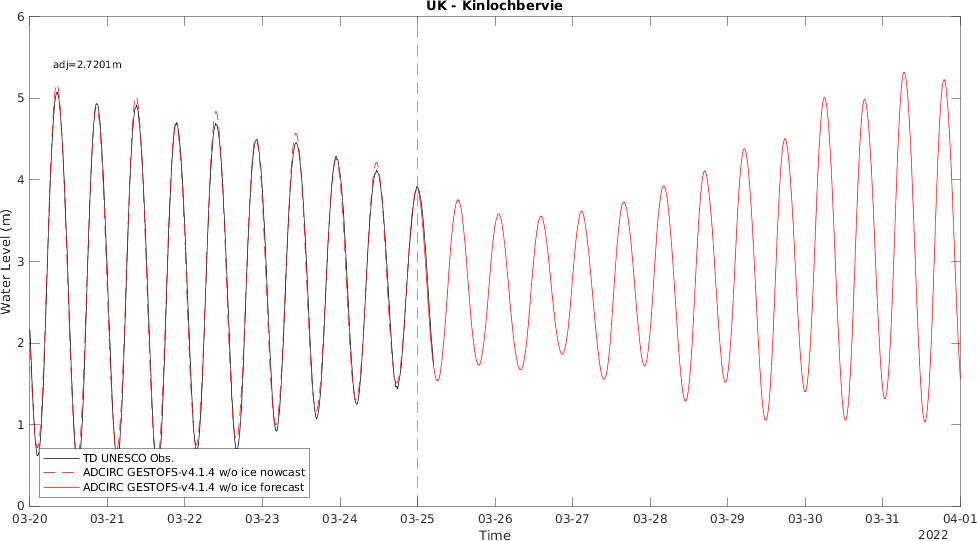 UK - Kinlochbervie
adj=2.7201m
Water Level (m)
6
5
4
3
2
1
0
TD UNESCO Obs.
ADCIRC GESTOFS-v4.1.4 w/o ice nowcast
ADCIRC GESTOFS-v4.1.4 w/o ice forecast
03-20 03-21 03-22 03-23 03-24 03-25 03-26 03-27 03-28 03-29 03-30 03-31 04-01
Time
2022